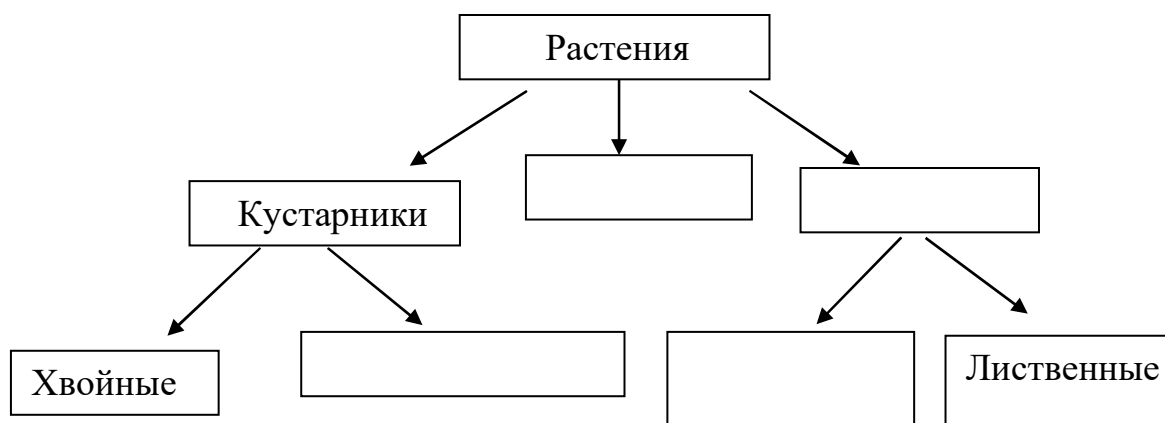 Растения
Кустарники
Хвойные
Лиственные